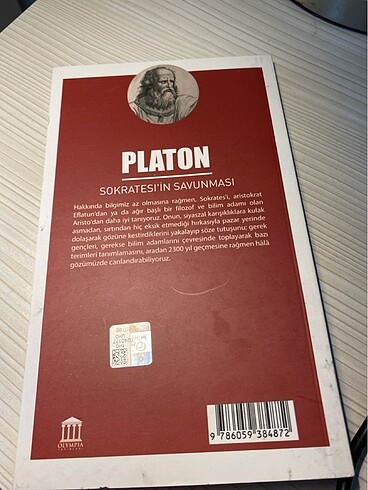 PLATON
SOKRATESI'IN SAVUNMASI
Hakkında bilgimiz az olmasına rağmen, Sokrates'i, aristokrat
Eflatun'dan ya da ağır başlı bir filozof ve bilim adamı olan
Aristo'dan daha iyi tanıyoruz. Onun, siyaszal karışıklıklara kulak
asmadan, sırtından hiç eksik etmediği hırkasıyla pazar yerinde
dolaşarak gözüne kestirdiklerini yakalayıp söze tutuşunu; gerek
gençleri, gerekse bilim adamlarını çevresinde toplayarak bazı
terimleri tanımlamasını, aradan 2300 yıl geçmesine rağmen hâlâ
gözümüzde canlandırabiliyoruz.
OLYMPIA
YAYINLARI
9 786059 384872